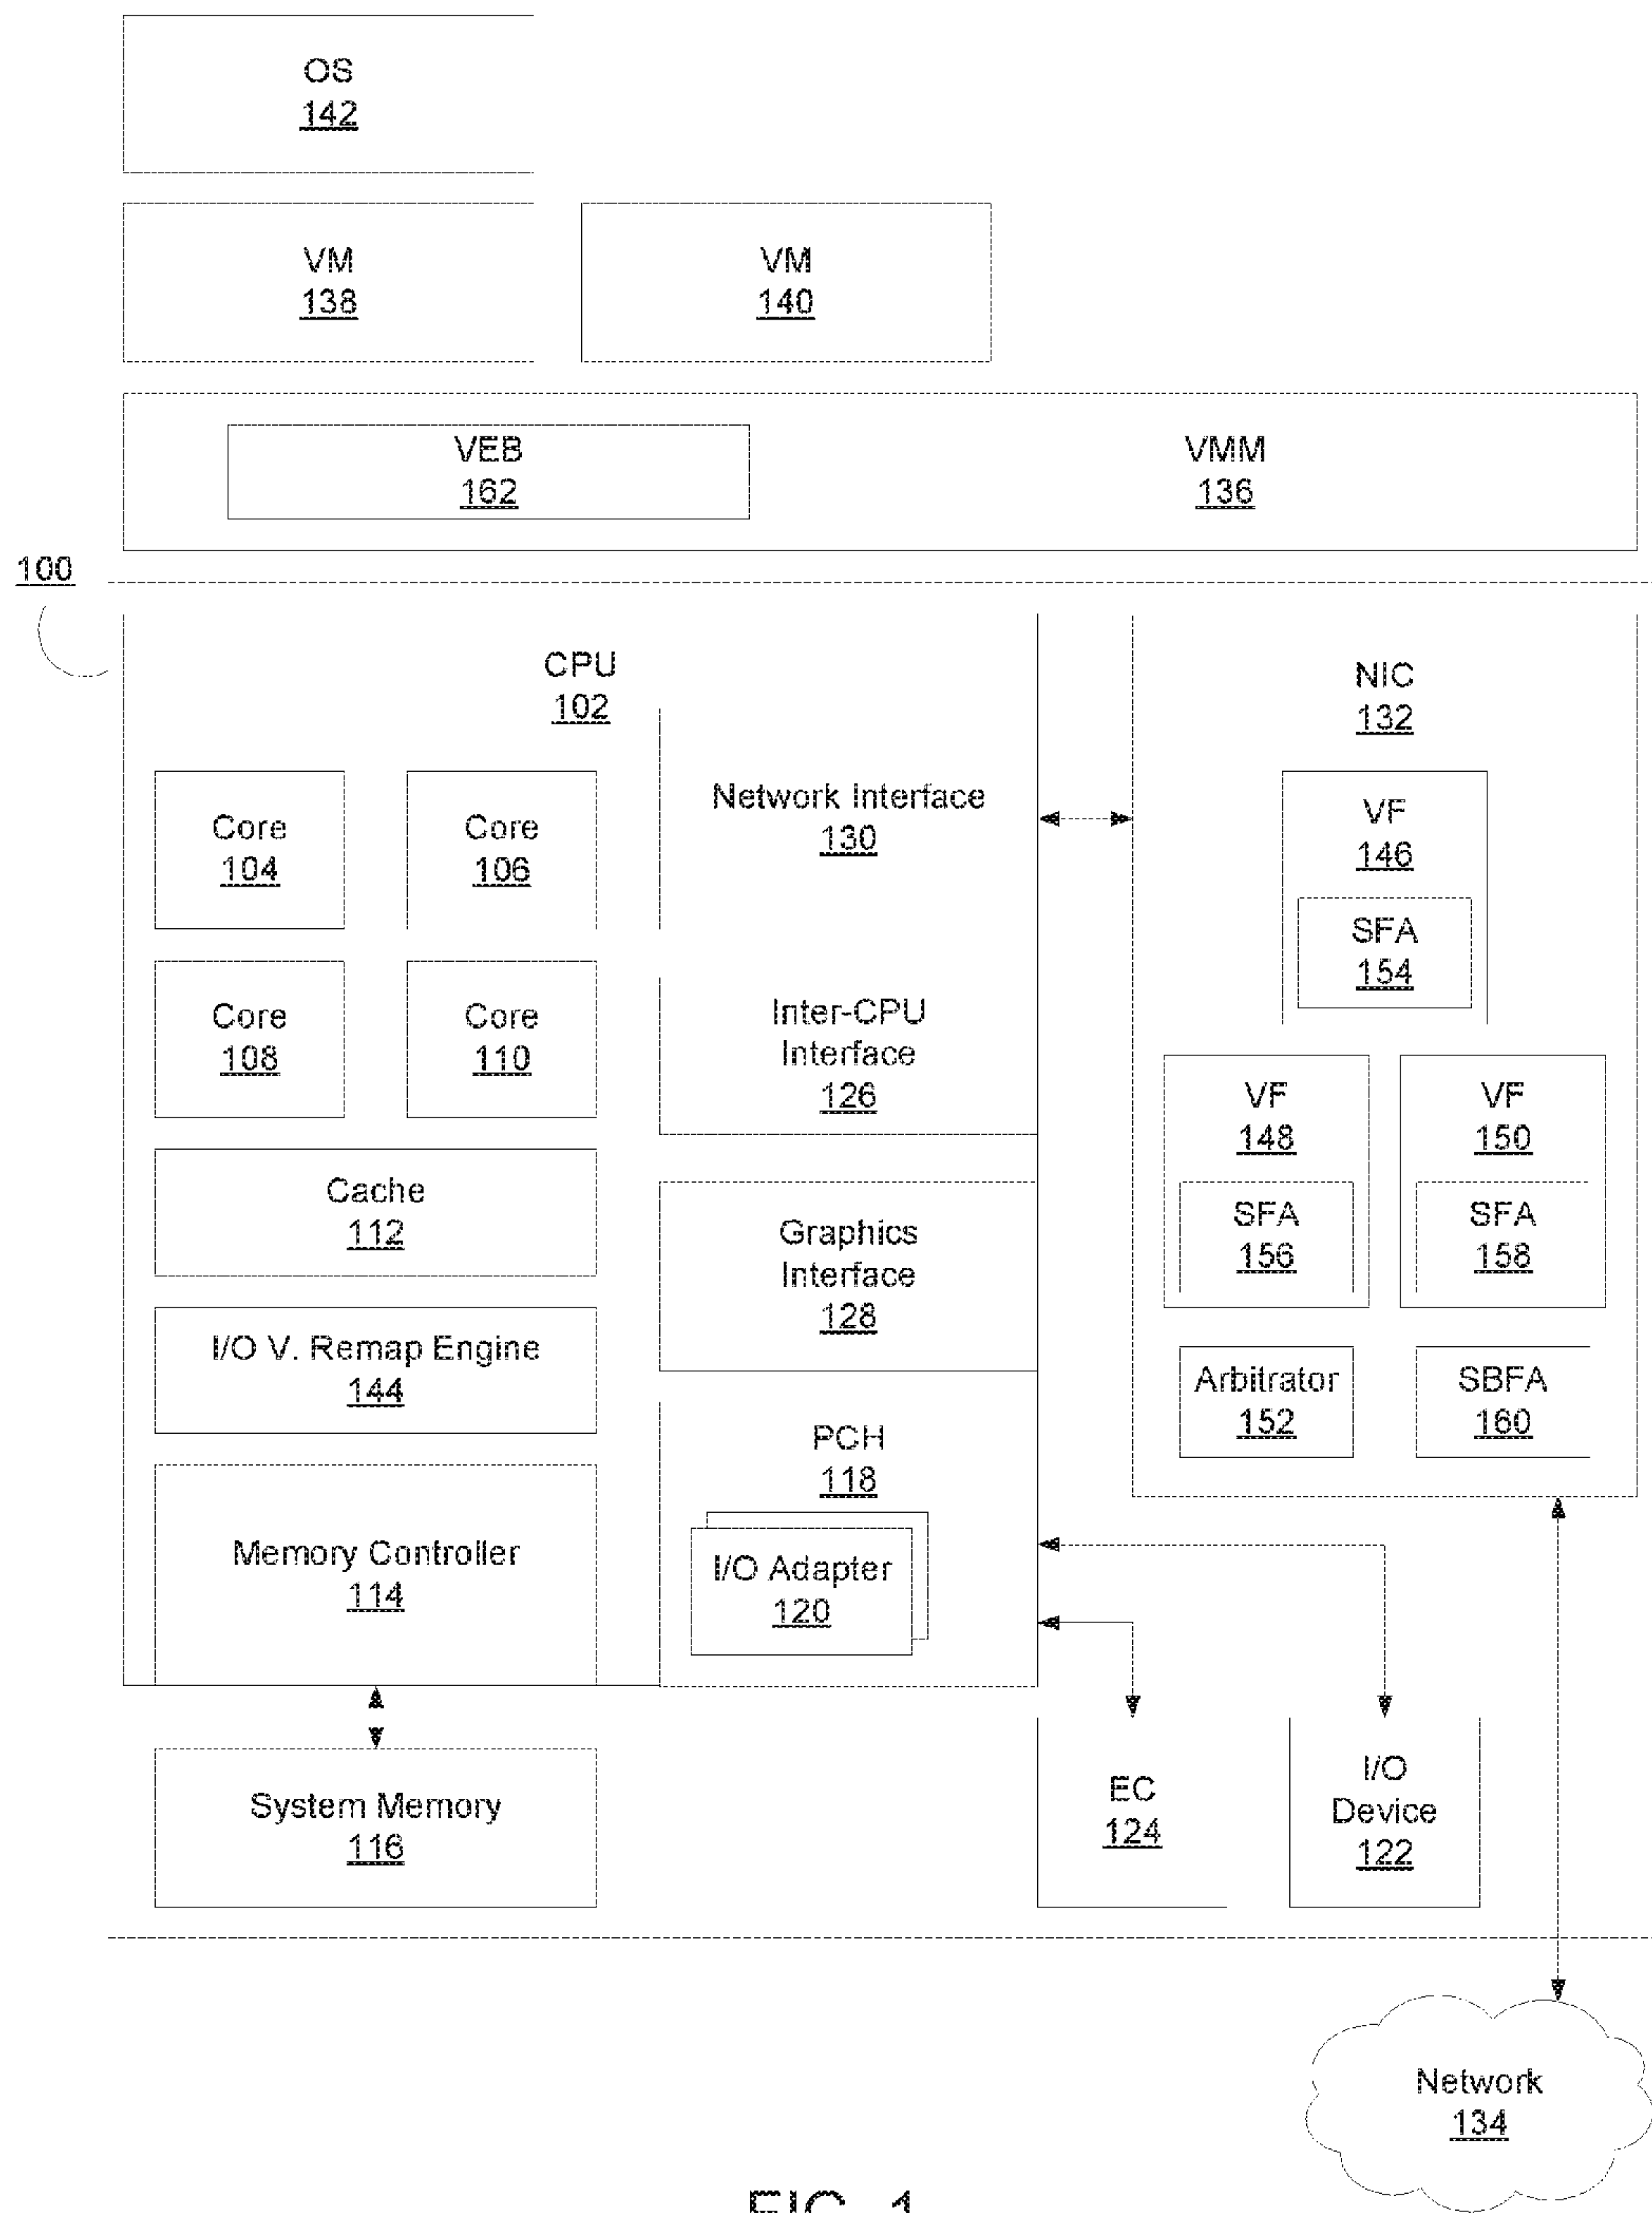 OS
142
VM
138
VM
140
VEB
162
VMM
136
100
CPU
102
NIC
132
Core
104
Core
106
Network Interface
130
VF
146
SFA
154
Core
108
Core
110
Inter-CPU
Interface
126
VF
148
SFA
156
VF
150
SFA
158
Cache
112
Graphics
Interface
128
I/O V. Remap Engine
144
Arbitrator
152
SBFA
160
PCH
118
Memory Controller
114
I/O Adapter
120
System Memory
116
EC
124
I/O
Device
122
Network
134
FIG. 1